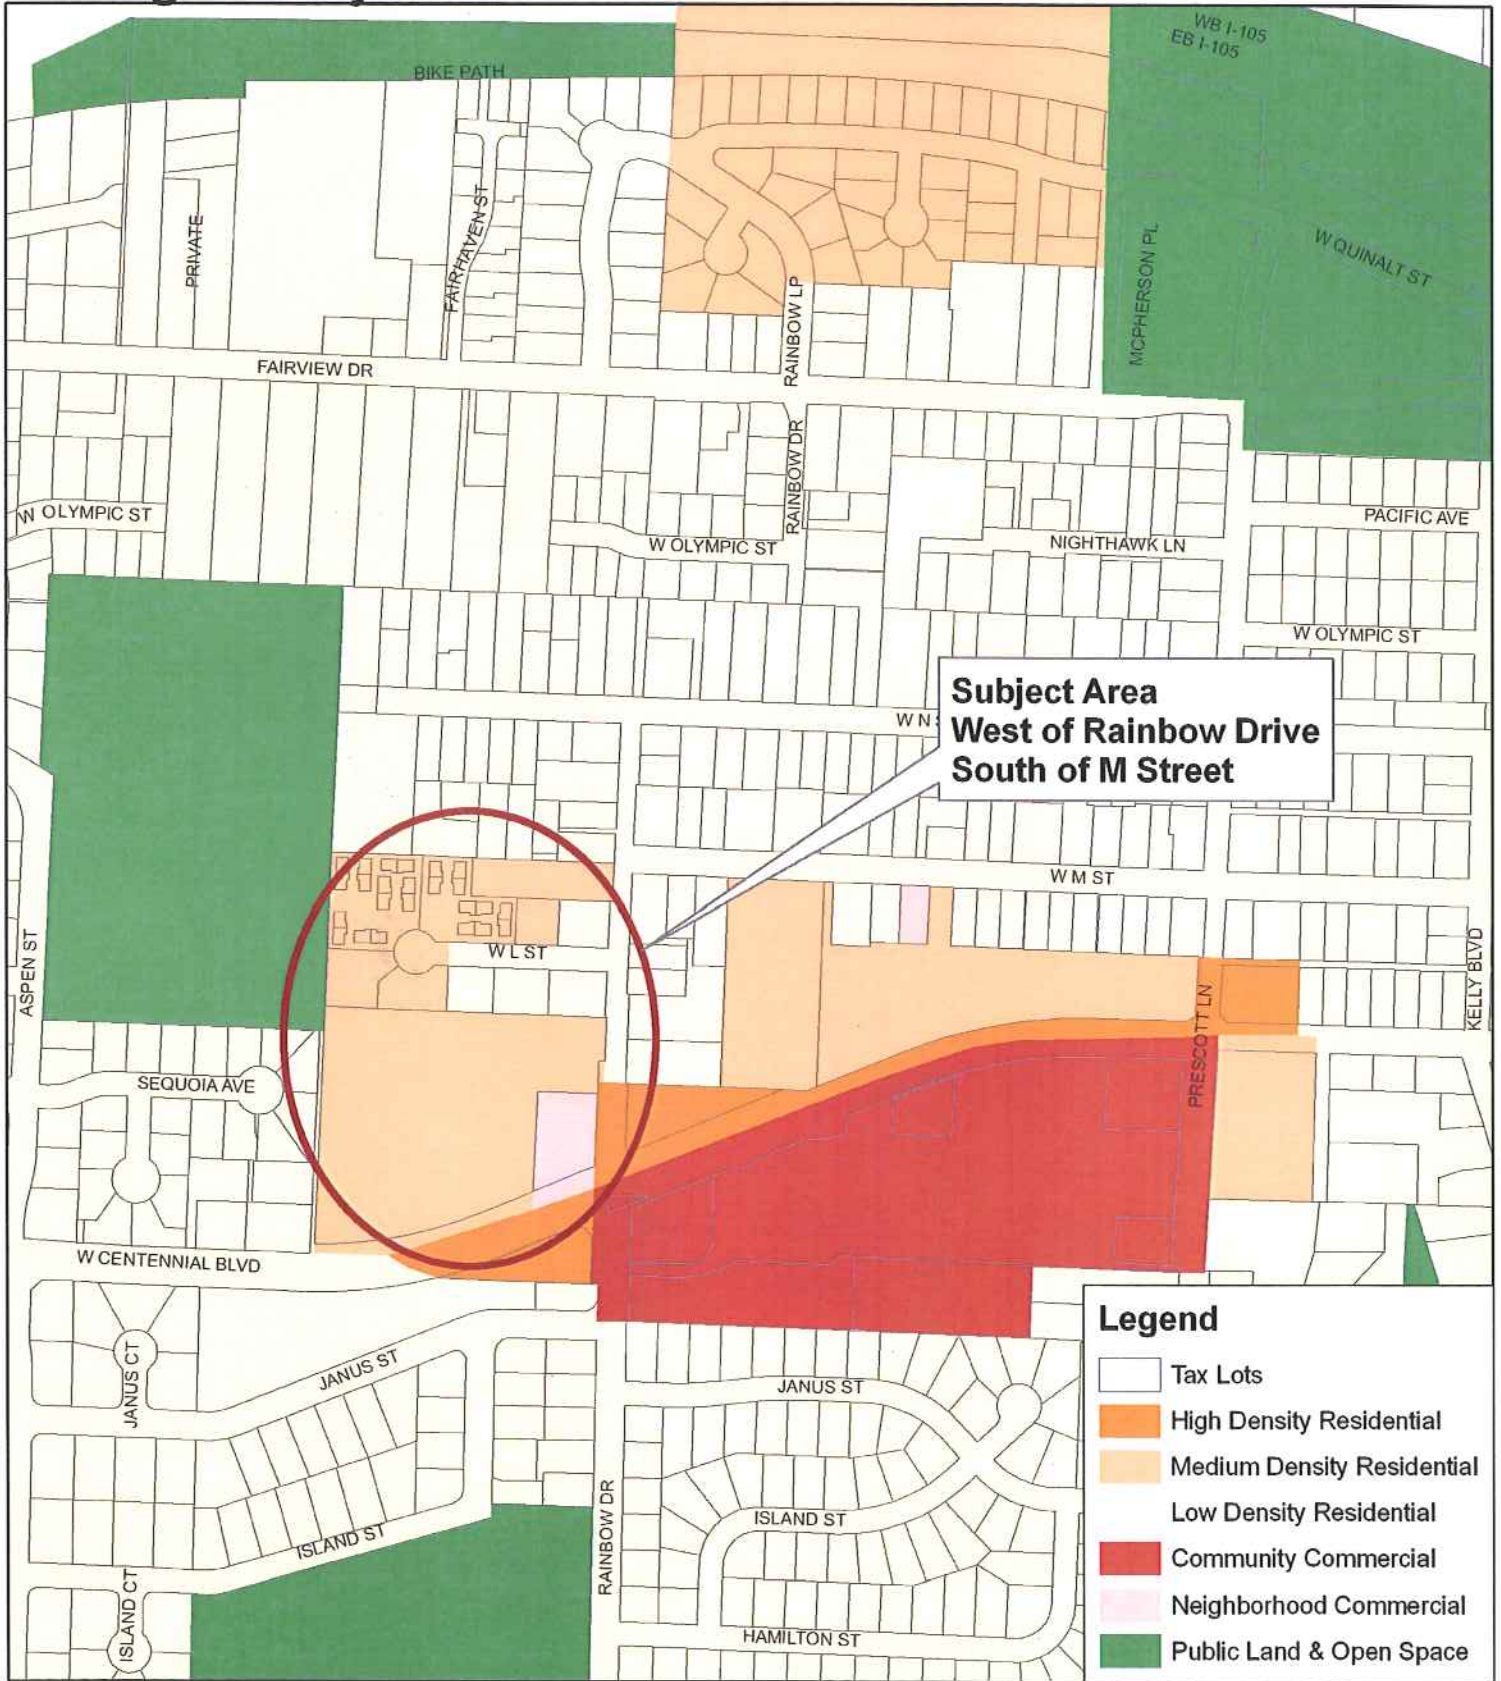 WB I-105
EB I-105
BIKE PATH
PRIVATE
FAIRHAVEN ST
RAINBOW LP
MCPHERSON PL
W QUINALT ST
FAIRVIEW DR
RAINBOW DR
W OLYMPIC ST
W OLYMPIC ST
NIGHTHAWK LN
PACIFIC AVE
W OLYMPIC ST
W N
Subject Area
West of Rainbow Drive
South of M Street
W M ST
W L ST
ASPEN ST
KELLY BLVD
PRESCOTT LN
SEQUOIA AVE
W CENTENNIAL BLVD
JANUS CT
JANUS ST
JANUS ST
ISLAND ST
ISLAND ST
RAINBOW DR
ISLAND CT
HAMILTON ST
Legend
Tax Lots
High Density Residential
Medium Density Residential
Low Density Residential
Community Commercial
Neighborhood Commercial
Public Land & Open Space